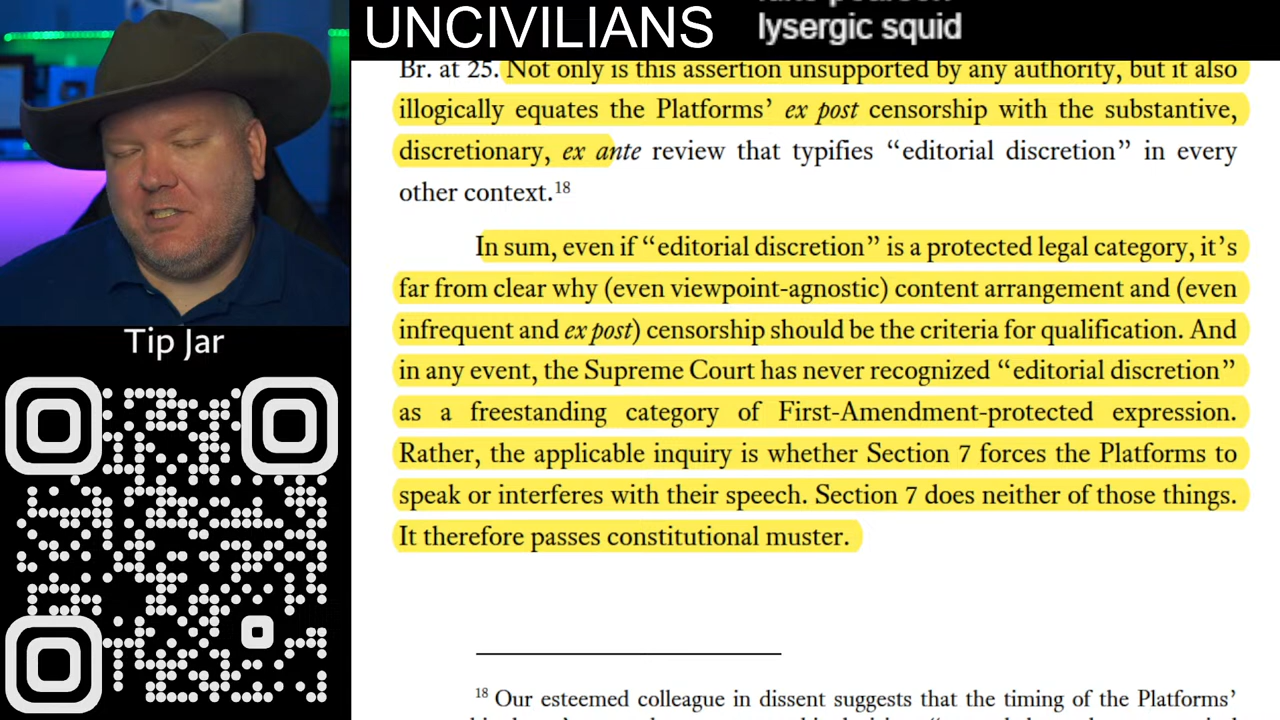 UNCIVILIANS
lysergic squid
Br. at 25. Not only is this assertion unsupported by any authority, but it also
illogically equates the Platforms’ ex post censorship with the substantive,
discretionary, ex ante review that typifies “editorial discretion” in every
other context.18
In sum, even if “editorial discretion” is a protected legal category, it’s
far from clear why (even viewpoint-agnostic) content arrangement and (even
infrequent and ex post) censorship should be the criteria for qualification. And
in any event, the Supreme Court has never recognized “editorial discretion”
as a freestanding category of First-Amendment-protected expression.
Rather, the applicable inquiry is whether Section 7 forces the Platforms to
speak or interferes with their speech. Section 7 does neither of those things.
It therefore passes constitutional muster.
18 Our esteemed colleague in dissent suggests that the timing of the Platforms’
Tip Jar